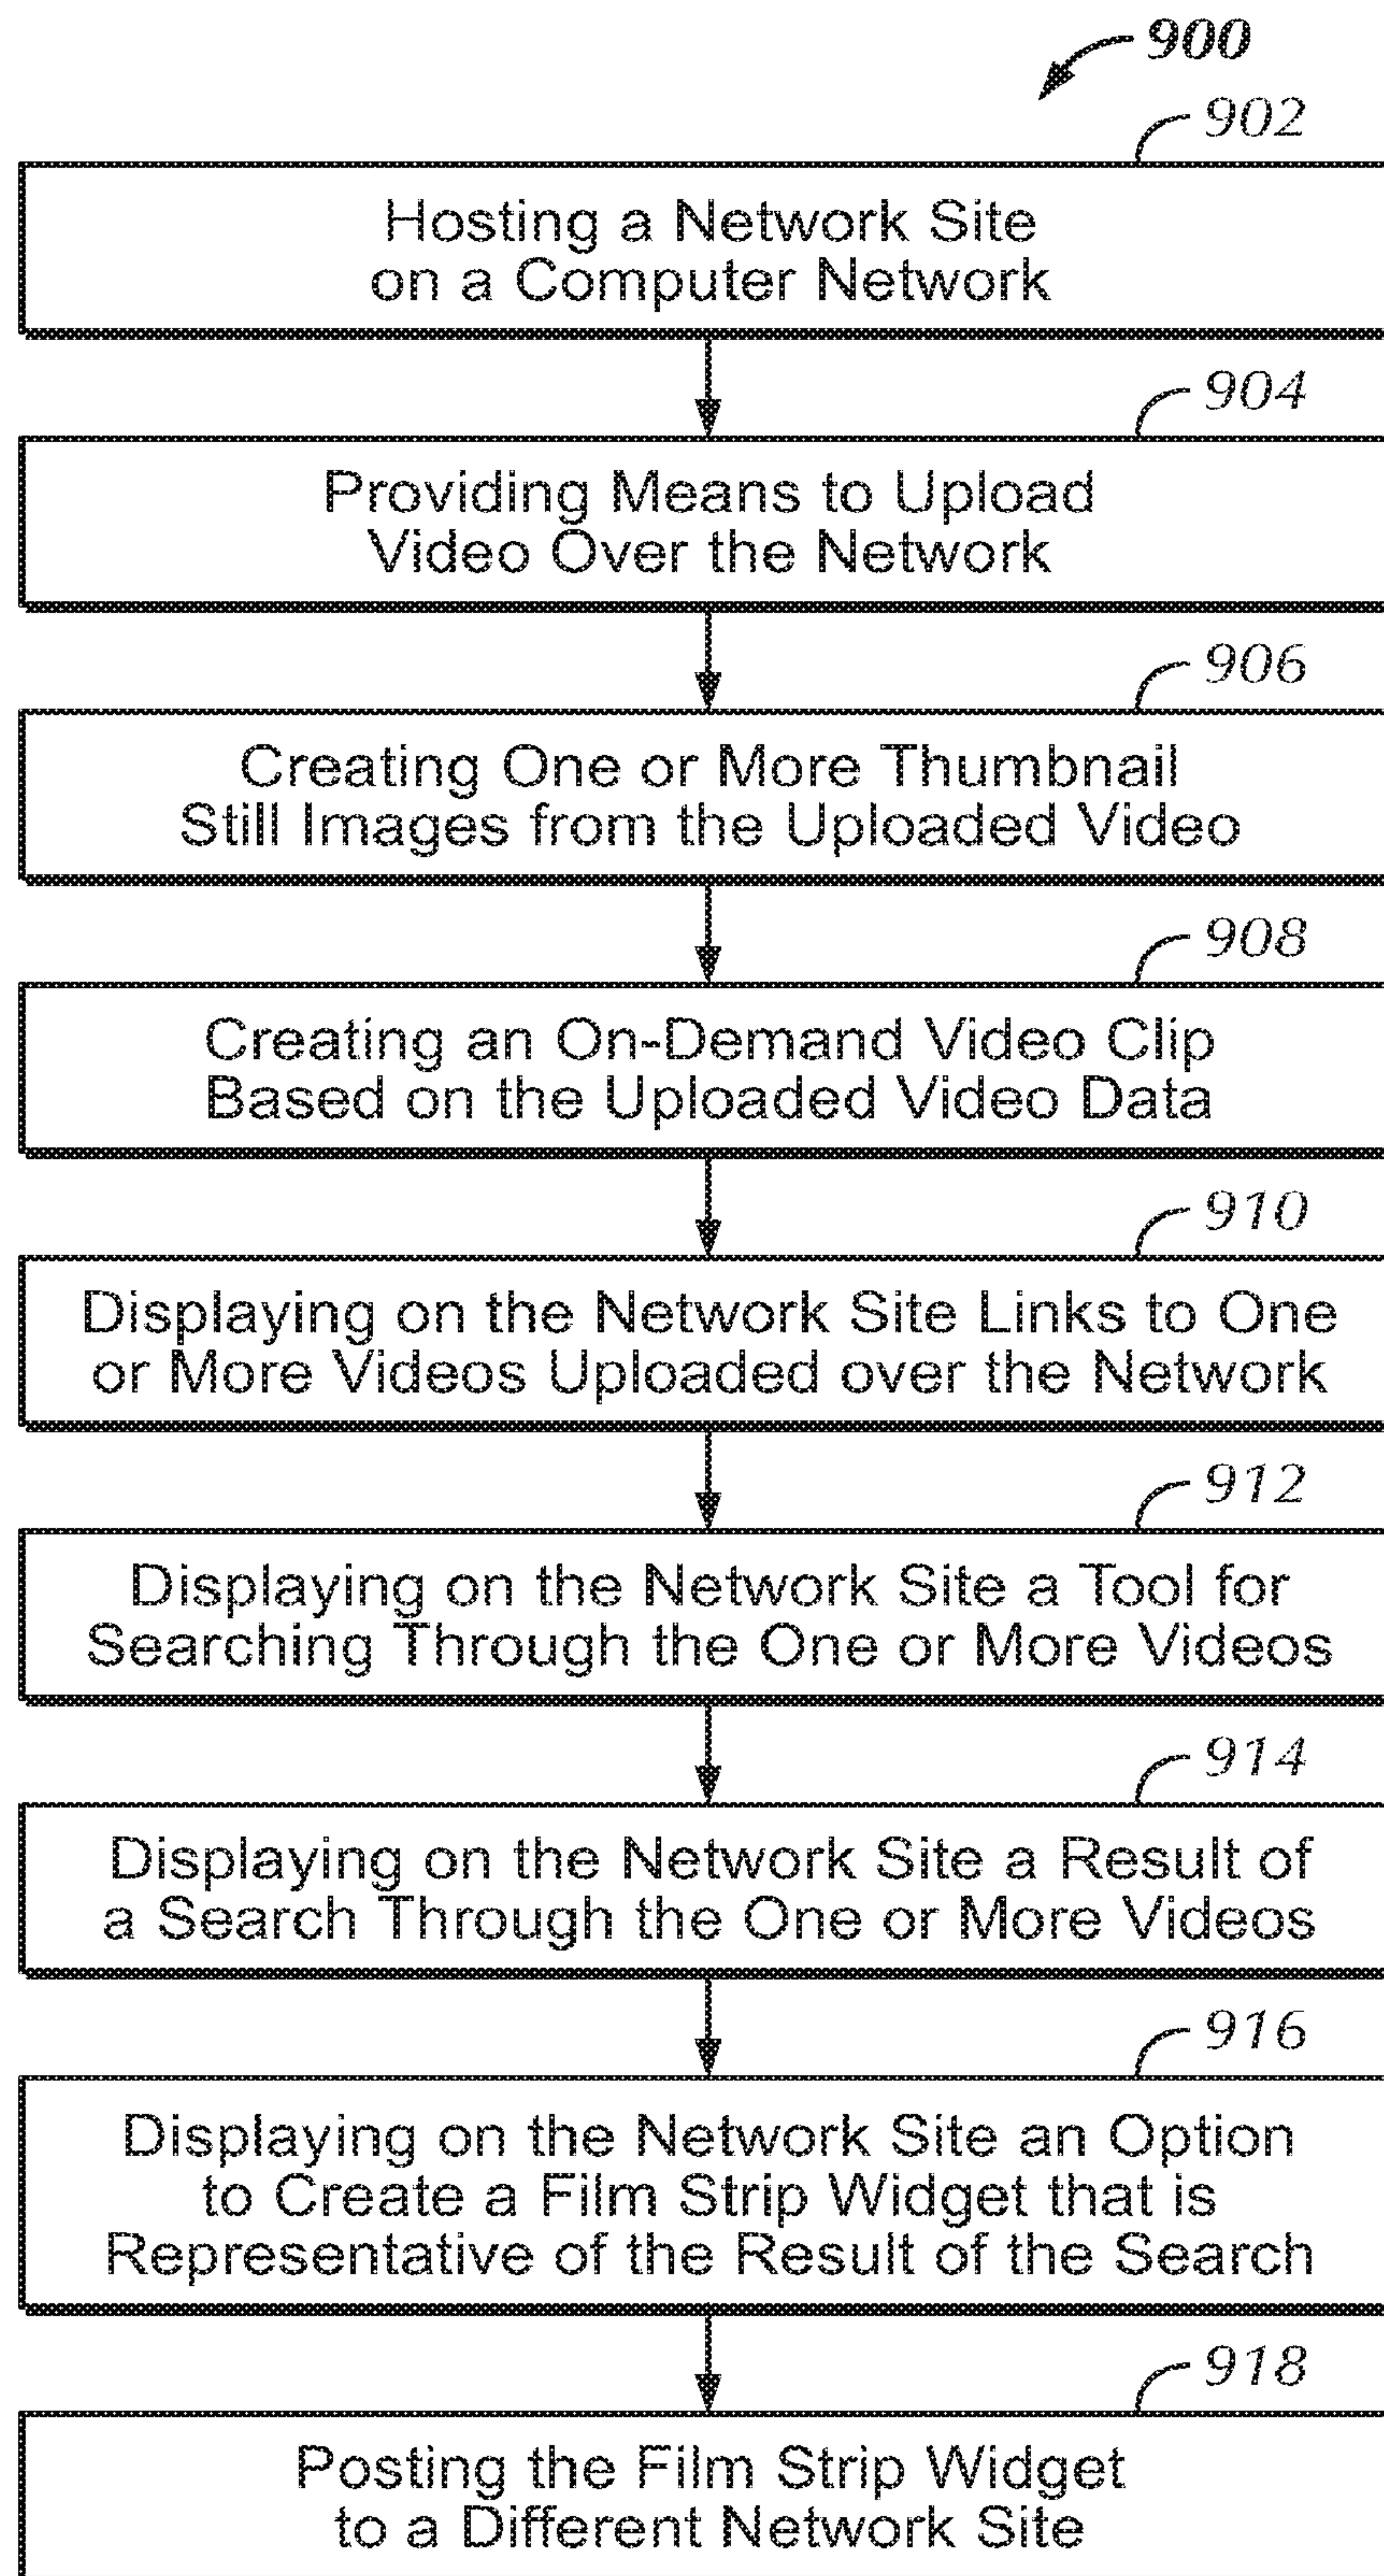 900
902
Hosting a Network Site
on a Computer Network
904
Providing Means to Upload
Video Over the Network
906
Creating One or More Thumbnail
Still Images from the Uploaded Video
908
Creating an On-Demand Video Clip
Based on the Uploaded Video Data
910
Displaying on the Network Site Links to One
or More Videos Uploaded over the Network
912
Displaying on the Network Site a Tool for
Searching Through the One or More Videos
914
Displaying on the Network Site a Result of
a Search Through the One or More Videos
916
Displaying on the Network Site an Option
to Create a Film Strip Widget that is
Representative of the Result of the Search
918
Posting the Film Strip Widget
to a Different Network Site